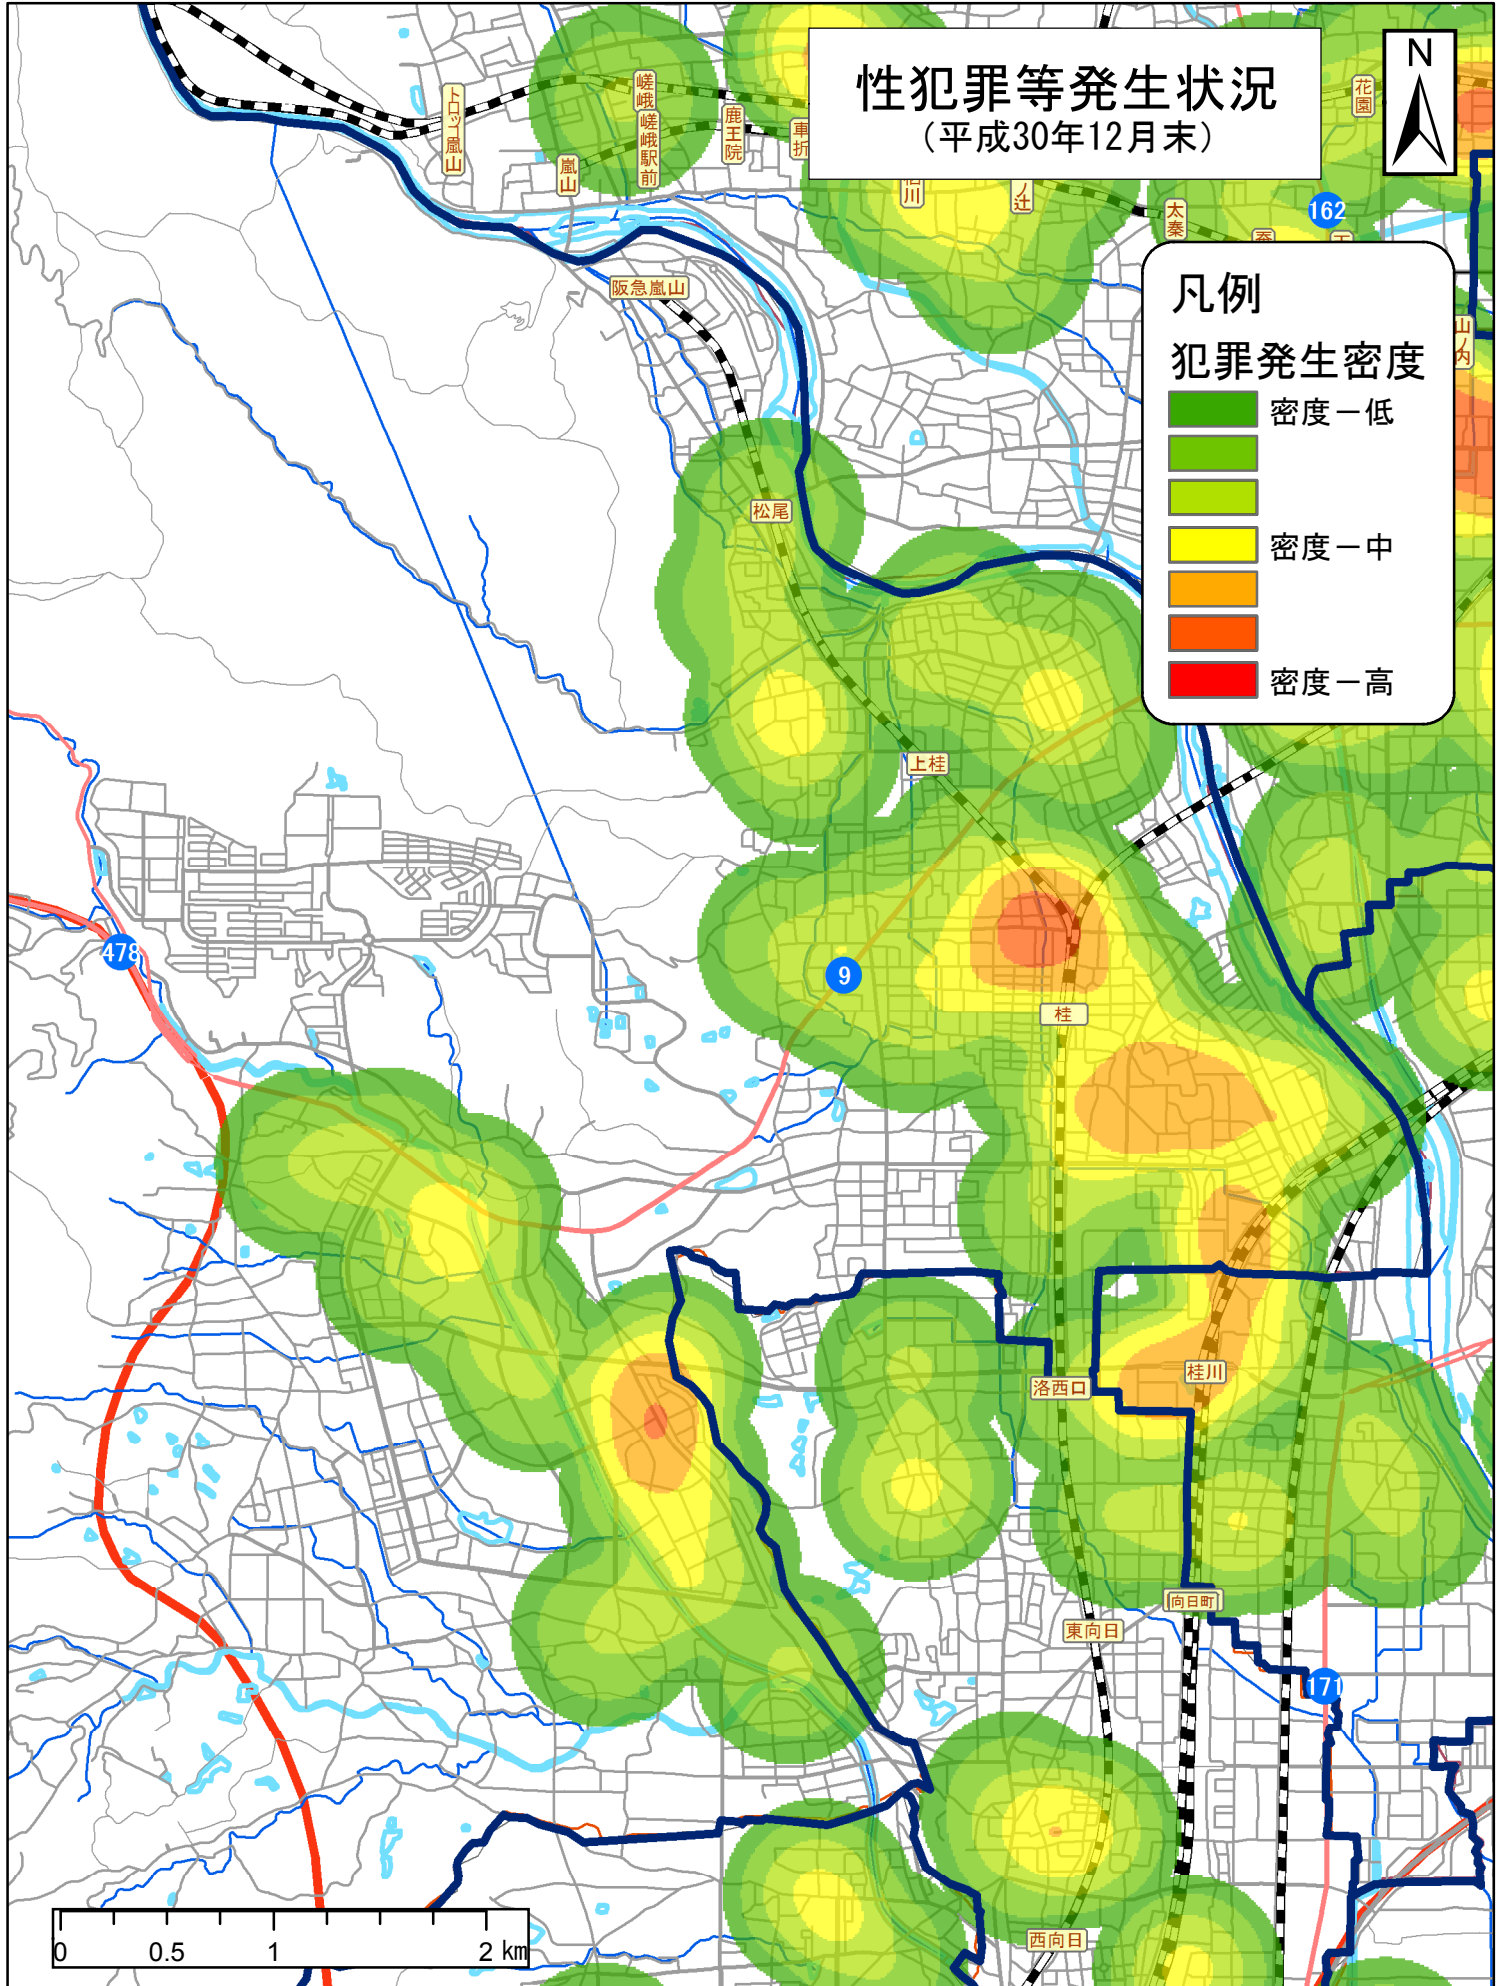 性犯罪等発生状況
（平成30年12月末）
N
凡例
犯罪発生密度
密度－低
密度－中
密度－高
トロッコ嵐山
嵯峨嵯峨駅前
嵐山
鹿王院
車折
花園
太秦
162
阪急嵐山
山ノ内
松尾
上桂
478
9
桂
洛西口
桂川
向日町
東向日
171
西向日
0 0.5 1 2 km